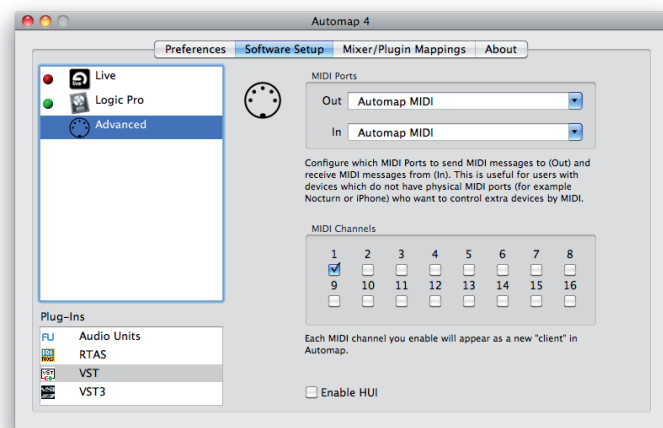 Automap 4
Preferences
Software Setup
Mixer/Plugin Mappings
About
Live
Logic Pro
Advanced
MIDI Ports
Out Automap MIDI
In Automap MIDI
Configure which MIDI Ports to send MIDI messages to (Out) and
receive MIDI messages from (In). This is useful for users with
devices which do not have physical MIDI ports (for example
Nocturn or iPhone) who want to control extra devices by MIDI.
MIDI Channels
1 2 3 4 5 6 7 8
9 10 11 12 13 14 15 16
Each MIDI channel you enable will appear as a new "client" in
Automap.
Enable HUI
Plug-Ins
AU Audio Units
RTAS
VST VST
VST3